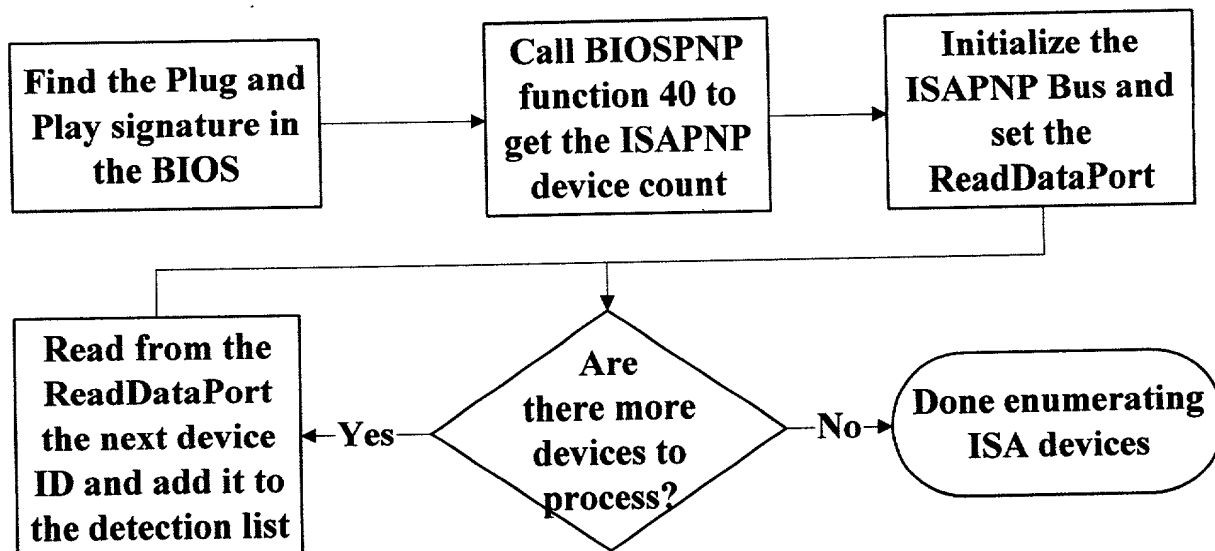 Find the Plug and
Play signature in
the BIOS
Call BIOSPNP
function 40 to
get the ISAPNP
device count
Initialize the
ISAPNP Bus and
set the
ReadDataPort
Read from the
ReadDataPort
the next device
ID and add it to
the detection list
Yes
Are
there more
devices to
process?
No
Done enumerating
ISA devices